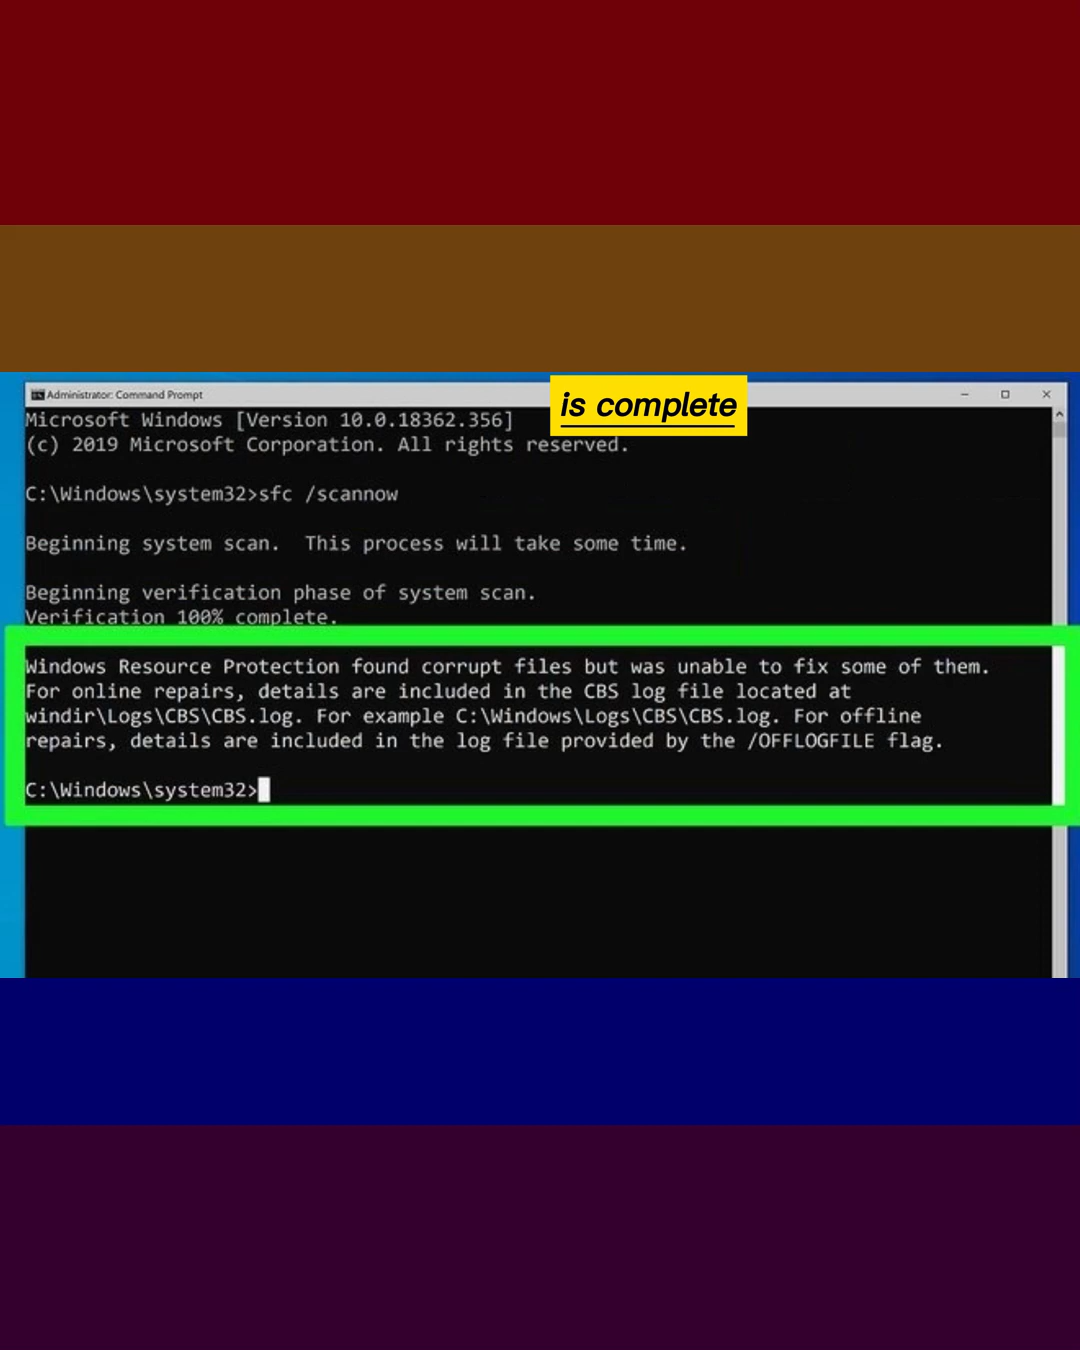 Administrator: Command Prompt
is complete
Microsoft Windows [Version 10.0.18362.356]
(c) 2019 Microsoft Corporation. All rights reserved.
C:\Windows\system32>sfc /scannow
Beginning system scan.  This process will take some time.
Beginning verification phase of system scan.
Verification 100% complete.
Windows Resource Protection found corrupt files but was unable to fix some of them.
For online repairs, details are included in the CBS log file located at
windir\Logs\CBS\CBS.log. For example C:\Windows\Logs\CBS\CBS.log. For offline
repairs, details are included in the log file provided by the /OFFLOGFILE flag.
C:\Windows\system32>